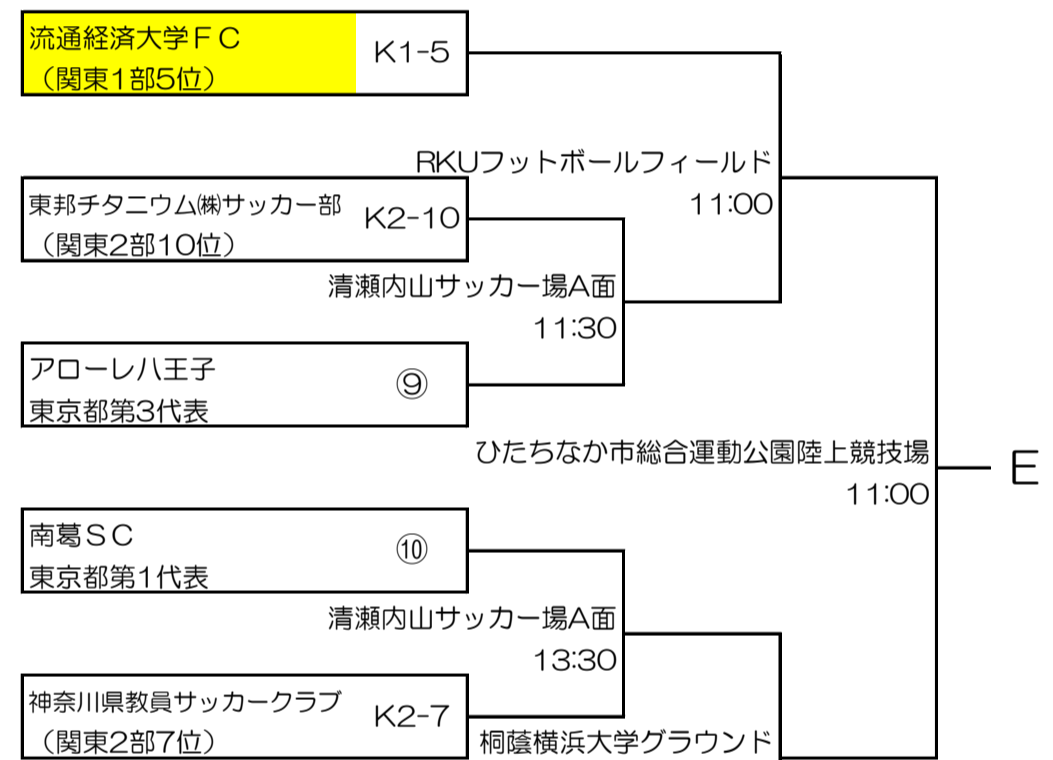 流通経済大学ＦＣ
（関東1部5位）
K1-5
RKUフットボールフィールド
11:00
東邦チタニウム㈱サッカー部
（関東2部10位）
K2-10
清瀬内山サッカー場A面
11:30
アローレ八王子
東京都第3代表
⑨
ひたちなか市総合運動公園陸上競技場
11:00
E
南葛ＳＣ
東京都第1代表
⑩
清瀬内山サッカー場A面
13:30
神奈川県教員サッカークラブ
（関東2部7位）
K2-7
桐蔭横浜大学グラウンド